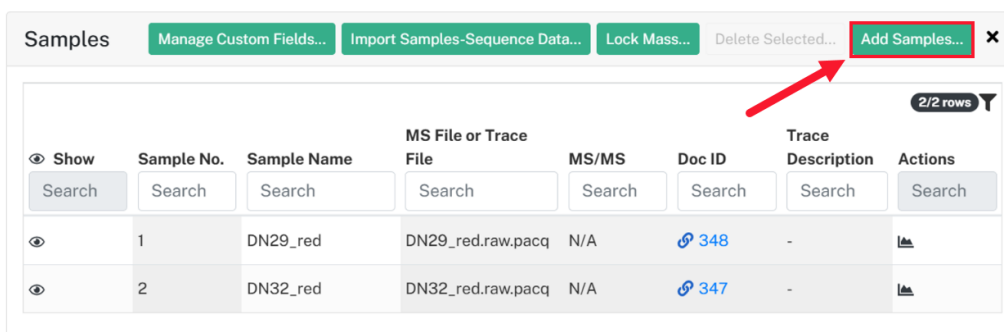 Samples
Manage Custom Fields... Import Samples-Sequence Data... Lock Mass... Delete Selected... Add Samples...
2/2 rows
Show Sample No. Sample Name MS File or Trace File MS/MS Doc ID Trace Description Actions
Search Search Search Search Search Search Search Search
1 DN29_red DN29_red.raw.pacq N/A 348 -
2 DN32_red DN32_red.raw.pacq N/A 347 -